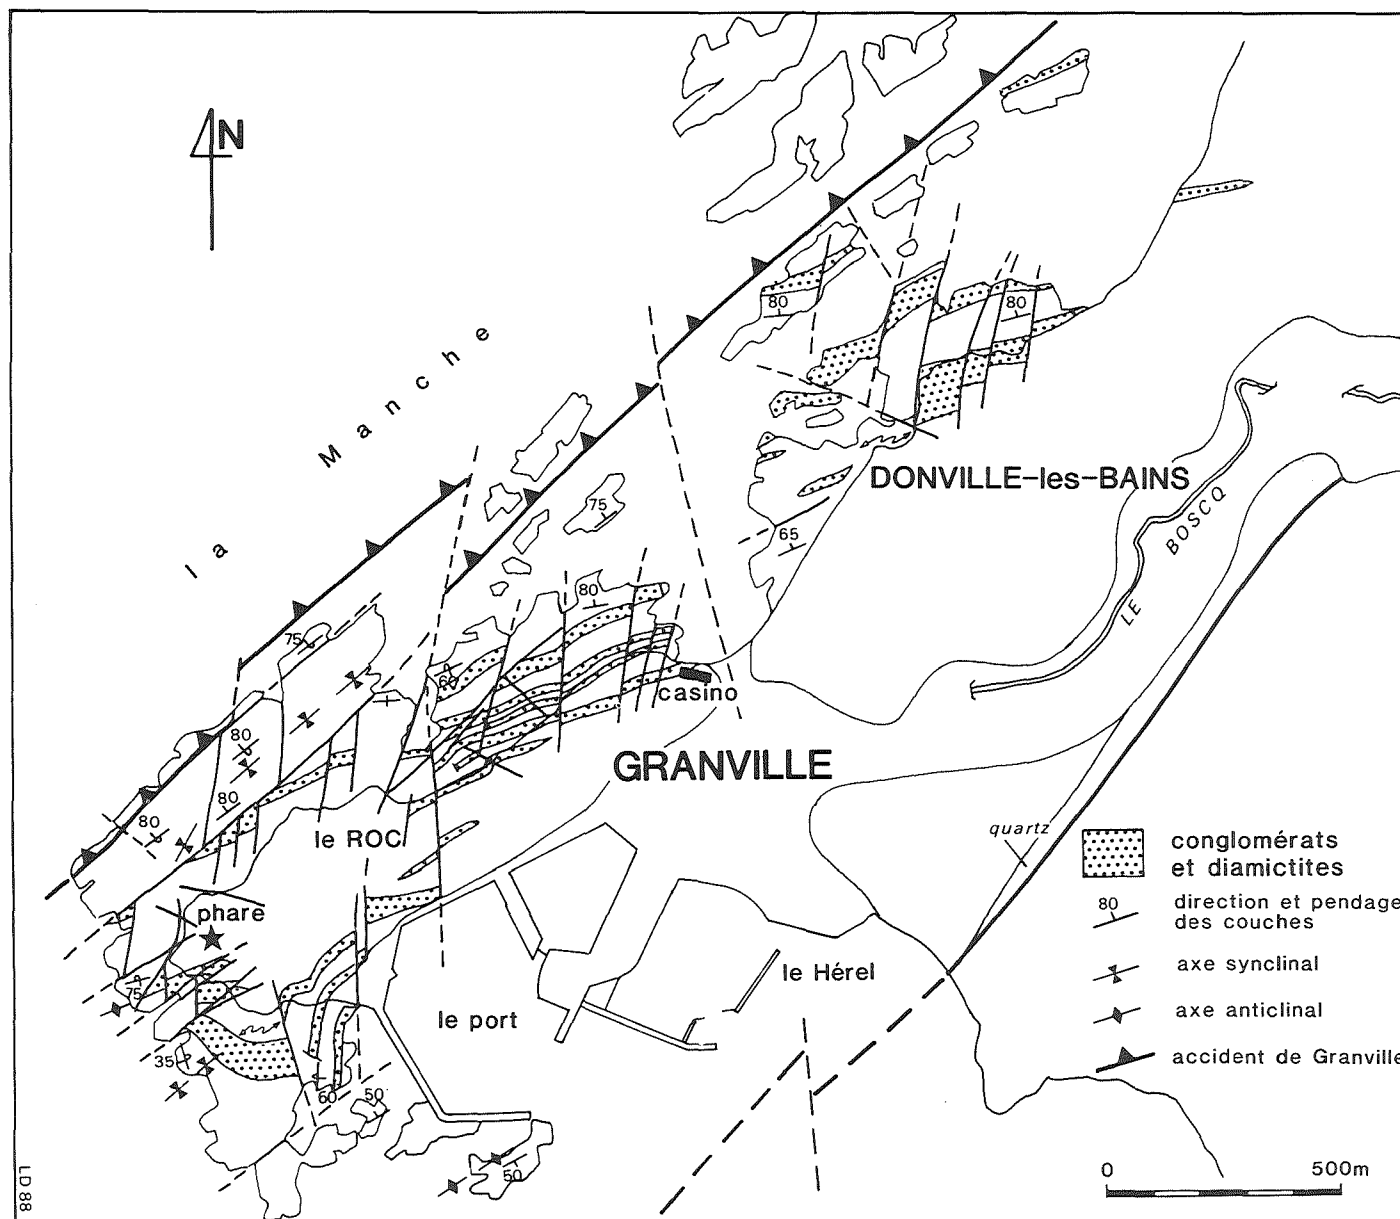 N
la Manche
80
80
75
DONVILLE-les-BAINS
65
LE BOSCQ
80
75
60
casino
80
GRANVILLE
80
80
le ROC
quartz
phare
75
le Hérel
le port
35
60
50
50
conglomérats
et diamictites
80
direction et pendage
des couches
axe synclinal
axe anticlinal
accident de Granville
0 500m
LD 88